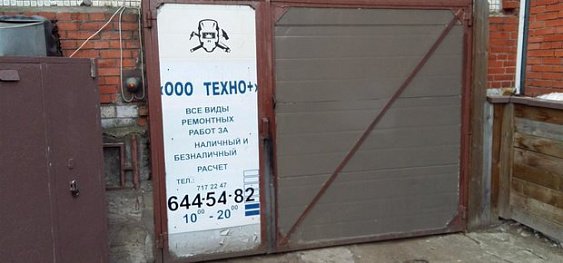 «ООО ТЕХНО+»
ВСЕ ВИДЫ
РЕМОНТНЫХ
РАБОТ ЗА
НАЛИЧНЫЙ И
БЕЗНАЛИЧНЫЙ
РАСЧЕТ
ТЕЛ.:
717 22 47
644-54-82
10⁰⁰ - 20⁰⁰